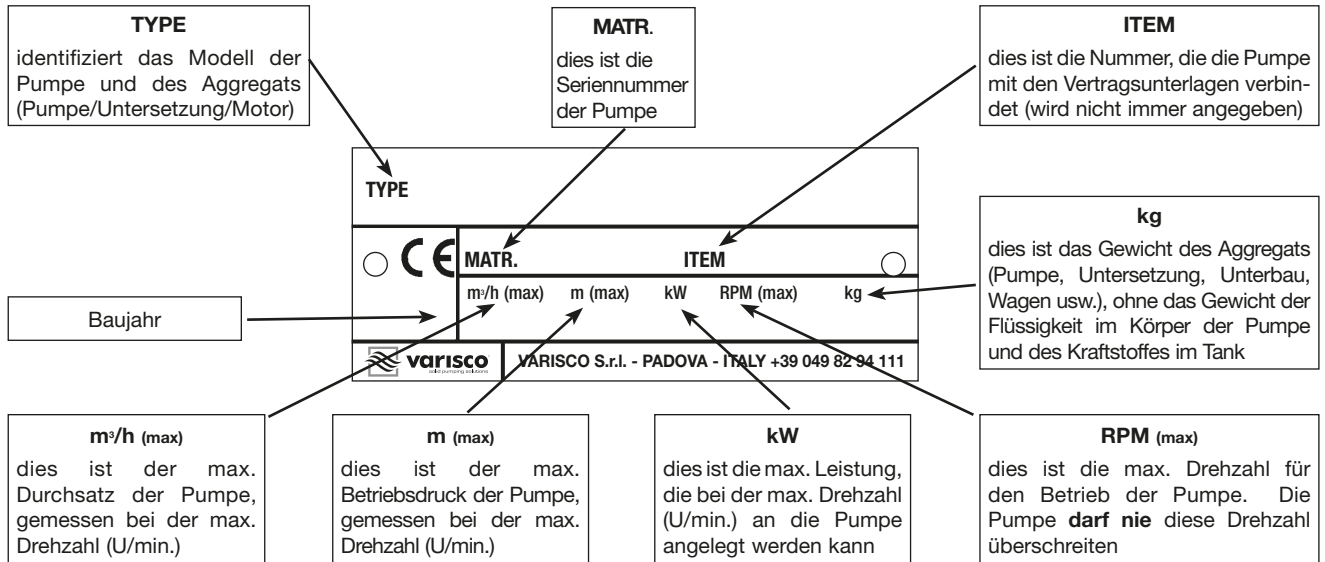 TYPE
identifiziert das Modell der
Pumpe und des Aggregats
(Pumpe/Untersetzung/Motor)
MATR.
dies ist die
Seriennummer
der Pumpe
ITEM
dies ist die Nummer, die die Pumpe
mit den Vertragsunterlagen verbin-
det (wird nicht immer angegeben)
TYPE
CE MATR. ITEM
m³/h (max) m (max) kW RPM (max) kg
varisco
solid pumping solutions
VARISCO S.r.l. - PADOVA - ITALY +39 049 82 94 111
kg
dies ist das Gewicht des Aggregats
(Pumpe, Untersetzung, Unterbau,
Wagen usw.), ohne das Gewicht der
Flüssigkeit im Körper der Pumpe
und des Kraftstoffes im Tank
Baujahr
m³/h (max)
dies ist der max.
Durchsatz der Pumpe,
gemessen bei der max.
Drehzahl (U/min.)
m (max)
dies ist der max.
Betriebsdruck der Pumpe,
gemessen bei der max.
Drehzahl (U/min.)
kW
dies ist die max. Leistung,
die bei der max. Drehzahl
(U/min.) an die Pumpe
angelegt werden kann
RPM (max)
dies ist die max. Drehzahl für
den Betrieb der Pumpe. Die
Pumpe darf nie diese Drehzahl
überschreiten